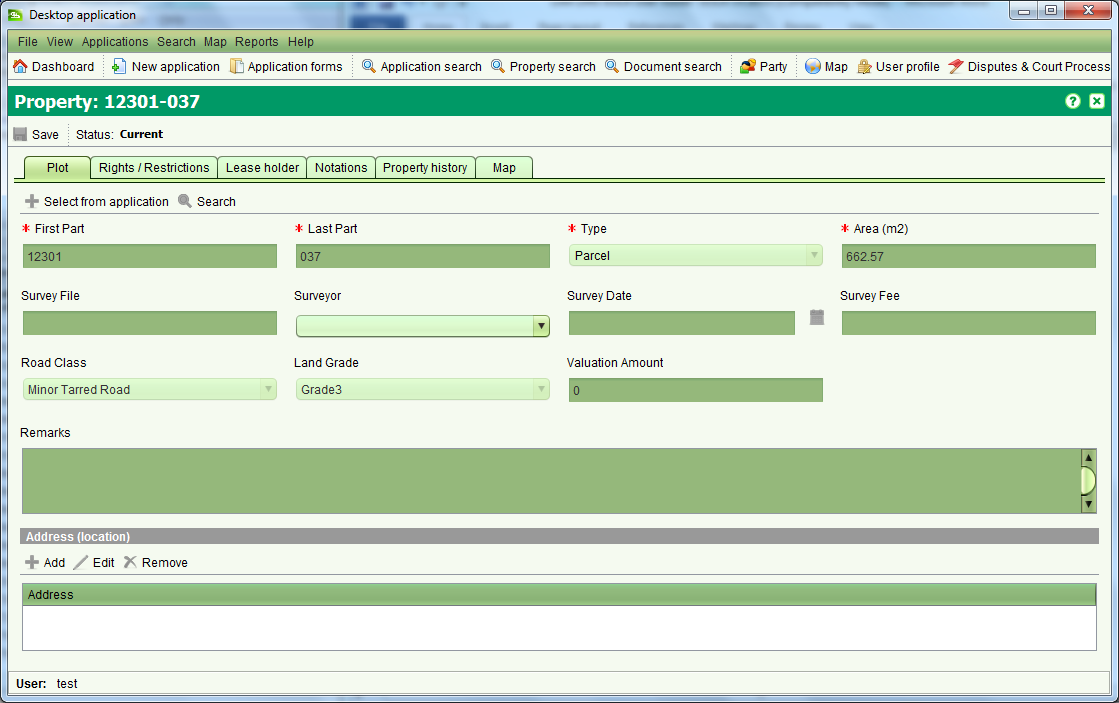 Desktop application
File View Applications Search Map Reports Help
Dashboard New application Application forms Application search Property search Document search Party Map User profile Disputes & Court Process
Property: 12301-037
Save Status: Current
Plot Rights / Restrictions Lease holder Notations Property history Map
Select from application Search
* First Part * Last Part * Type * Area (m2)
12301 037 Parcel 662.57
Survey File Surveyor Survey Date Survey Fee
Road Class Land Grade Valuation Amount
Minor Tarred Road Grade3 0
Remarks
Address (location)
Add Edit Remove
Address
User: test